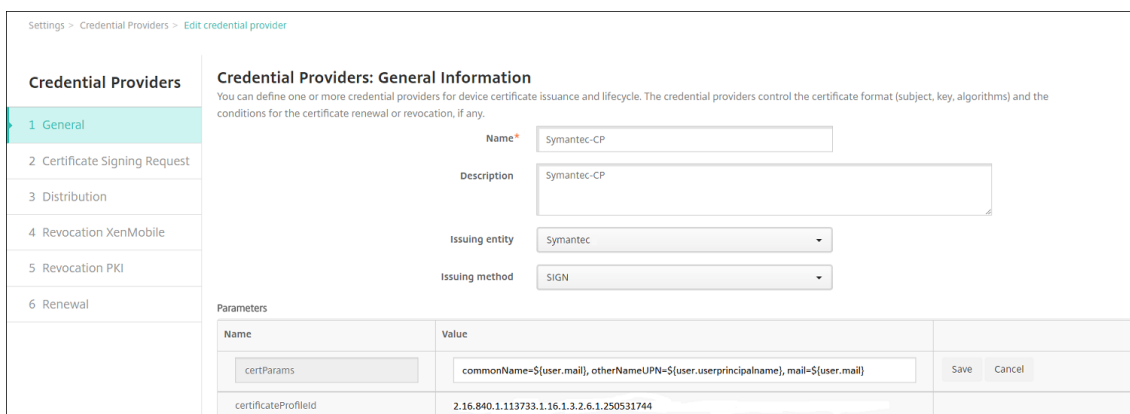 Settings > Credential Providers > Edit credential provider
Credential Providers
1 General
2 Certificate Signing Request
3 Distribution
4 Revocation XenMobile
5 Revocation PKI
6 Renewal
Credential Providers: General Information
You can define one or more credential providers for device certificate issuance and lifecycle. The credential providers control the certificate format (subject, key, algorithms) and the
conditions for the certificate renewal or revocation, if any.
Name* Symantec-CP
Description Symantec-CP
Issuing entity Symantec
Issuing method SIGN
Parameters
Name Value
certParams commonName=${user.mail}, otherNameUPN=${user.userprincipalname}, mail=${user.mail} Save Cancel
certificateProfileId 2.16.840.1.113733.1.16.1.3.2.6.1.250531744